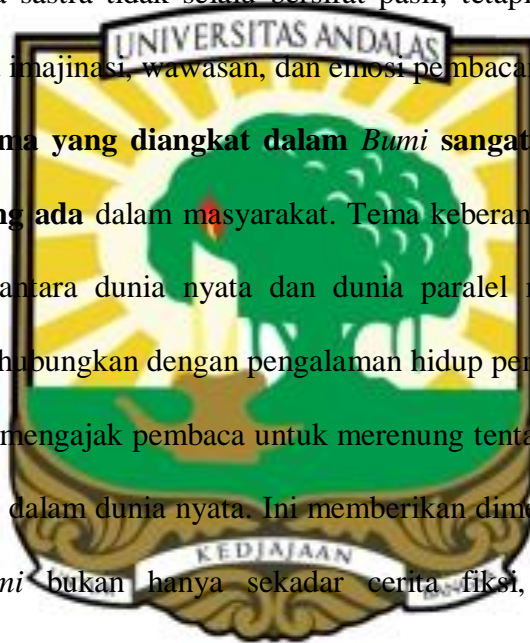 sastra tidak selalu bersifat pasif, tetapi
UNIVERSITAS ANDALAS
imajinasi, wawasan, dan emosi pembaca
ma yang diangkat dalam Bumi sangat
ng ada dalam masyarakat. Tema keberan
antara dunia nyata dan dunia paralel
hubungkan dengan pengalaman hidup pen
mengajak pembaca untuk merenung tenta
dalam dunia nyata. Ini memberikan dime
KEDJAJAAN
mi bukan hanya sekadar cerita fiksi,